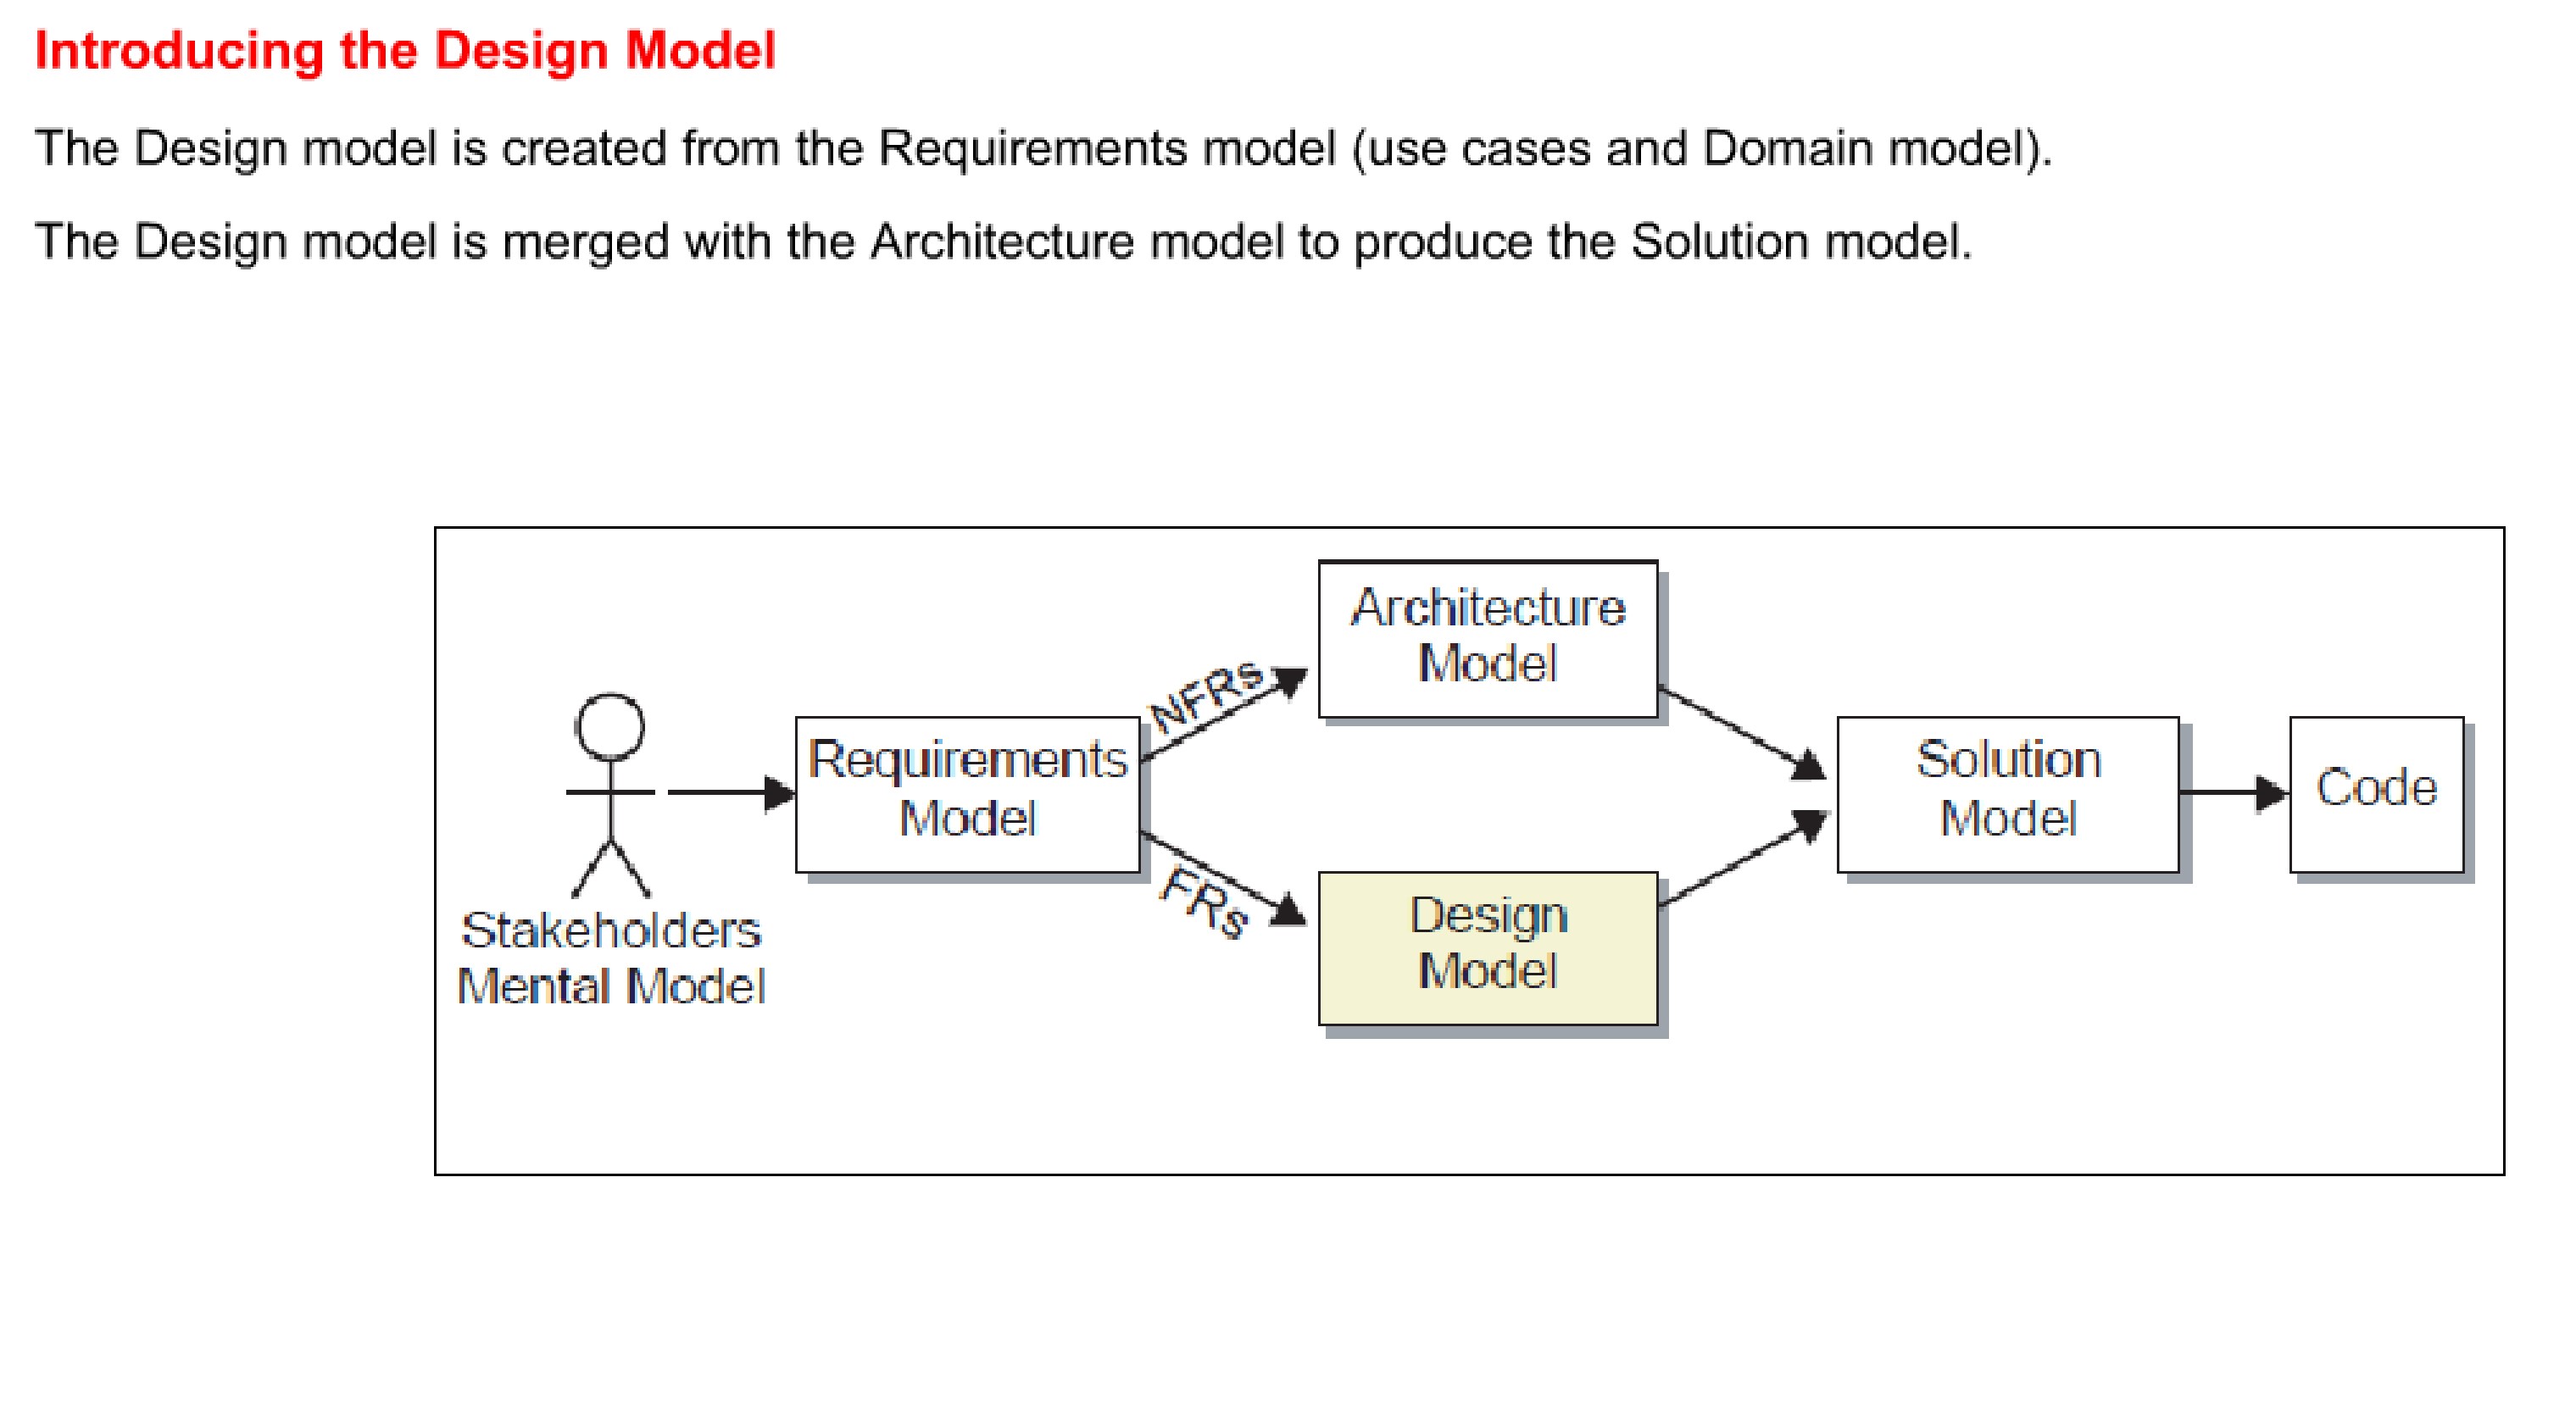 Introducing the Design Model
The Design model is created from the Requirements model (use cases and Domain model).
The Design model is merged with the Architecture model to produce the Solution model.
Stakeholders
Mental Model
Requirements
Model
NFRs
FRs
Architecture
Model
Design
Model
Solution
Model
Code